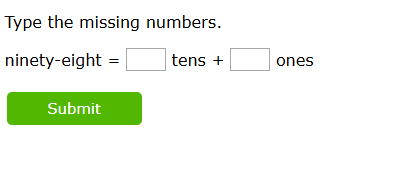 Type the missing numbers.
ninety-eight = tens + ones
Submit